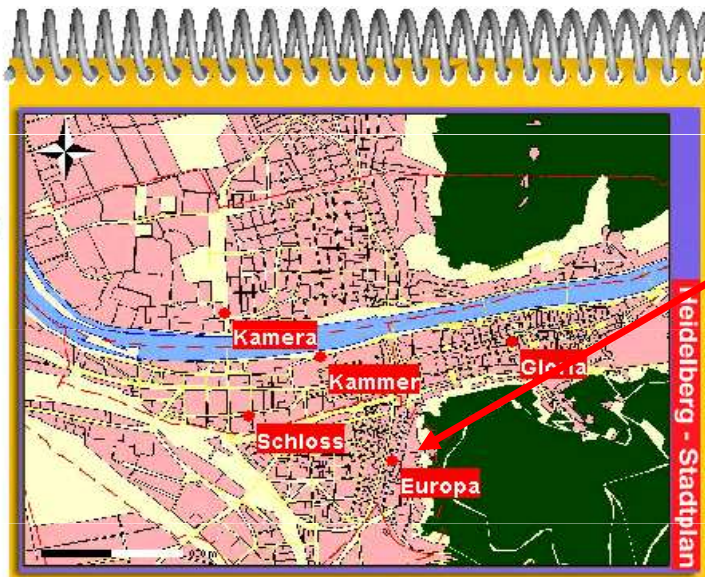 Kamera
Kammer
Gloria
Schloss
Europa
Heidelberg - Stadtplan